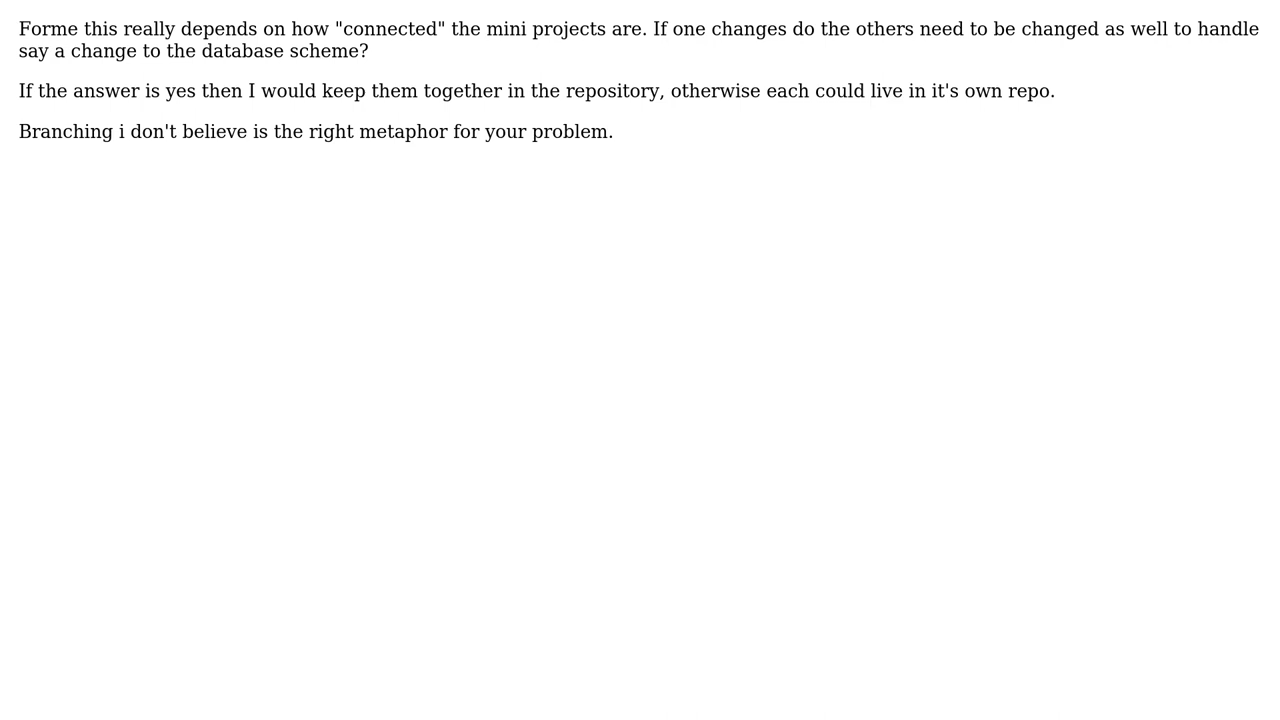 Forme this really depends on how "connected" the mini projects are. If one changes do the others need to be changed as well to handle
say a change to the database scheme?
If the answer is yes then I would keep them together in the repository, otherwise each could live in it's own repo.
Branching i don't believe is the right metaphor for your problem.